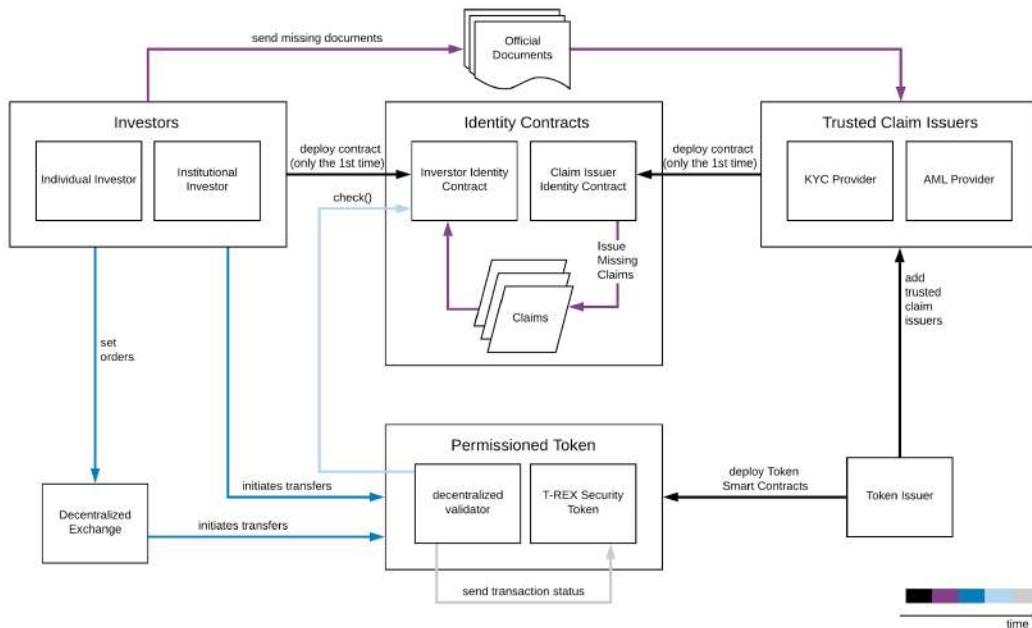 send missing documents
Official
Documents
Investors
Individual Investor
Institutional
Investor
deploy contract
(only the 1st time)
Identity Contracts
Inverstor Identity
Contract
Claim Issuer
Identity Contract
deploy contract
(only the 1st time)
Trusted Claim Issuers
KYC Provider
AML Provider
check()
Issue
Missing
Claims
Claims
add
trusted
claim
issuers
set
orders
Permissioned Token
decentralized
validator
T-REX Security
Token
deploy Token
Smart Contracts
Token Issuer
initiates transfers
Decentralized
Exchange
initiates transfers
send transaction status
time